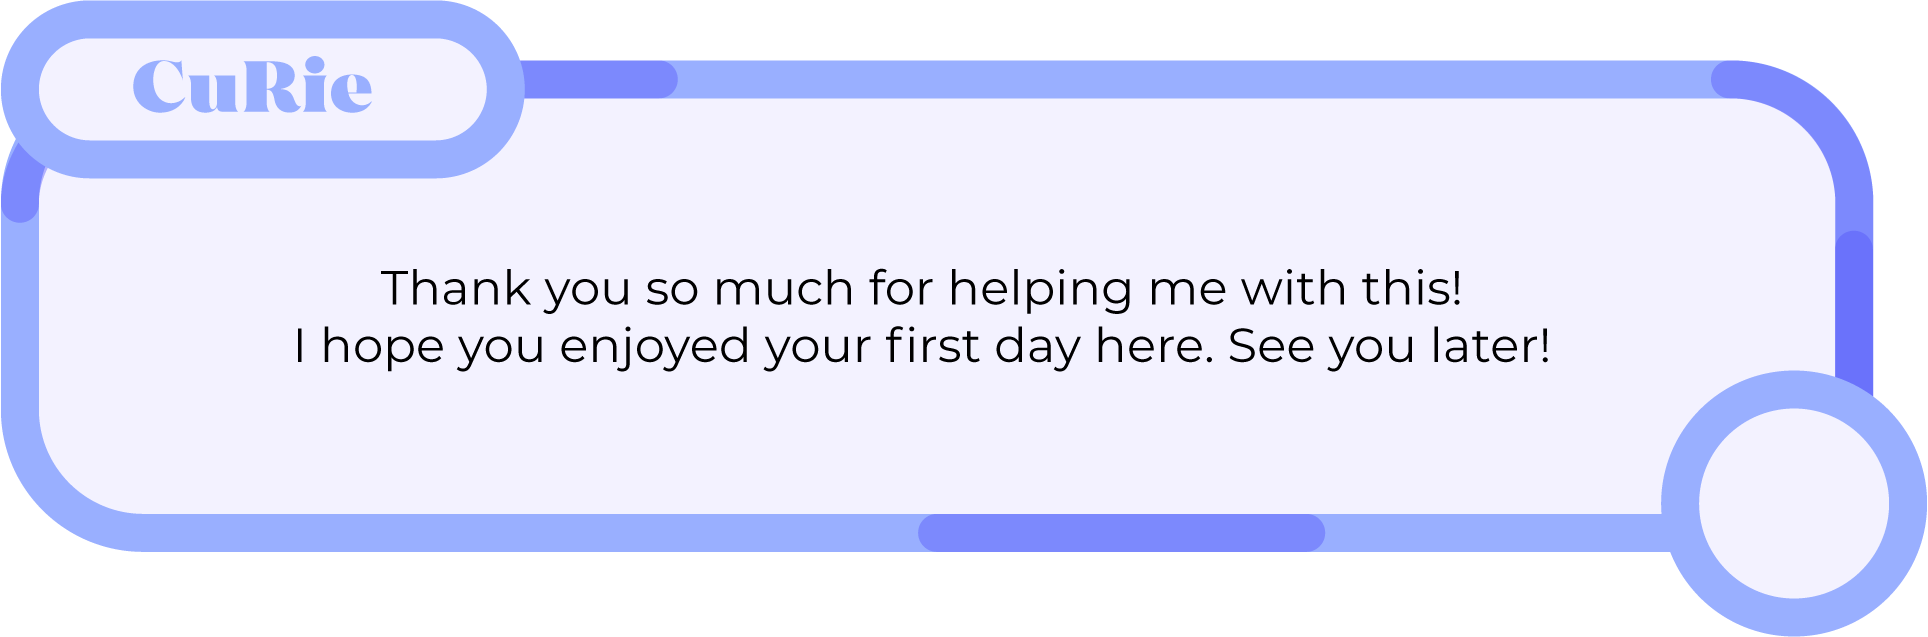 CuRie
Thank you so much for helping me with this!
I hope you enjoyed your first day here. See you later!